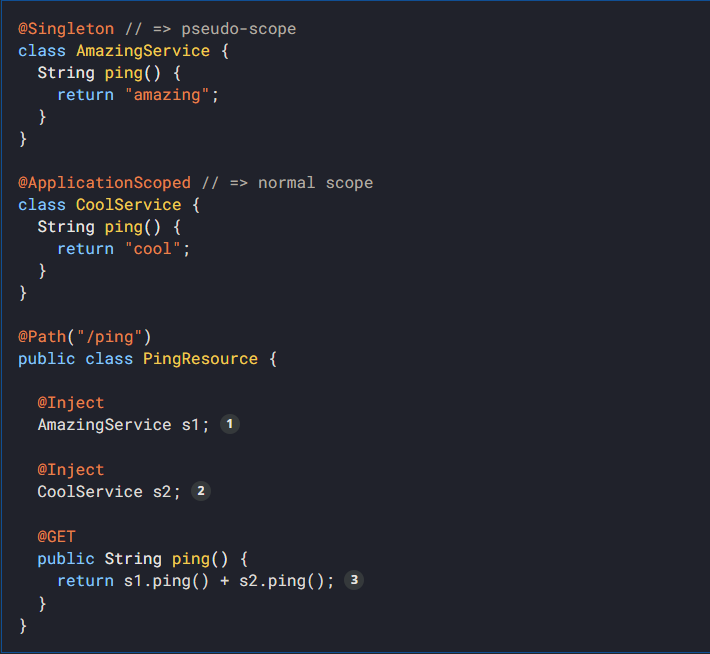 @Singleton // => pseudo-scope
class AmazingService {
  String ping() {
    return "amazing";
  }
}

@ApplicationScoped // => normal scope
class CoolService {
  String ping() {
    return "cool";
  }
}

@Path("/ping")
public class PingResource {

  @Inject
  AmazingService s1; 1

  @Inject
  CoolService s2; 2

  @GET
  public String ping() {
    return s1.ping() + s2.ping(); 3
  }
}